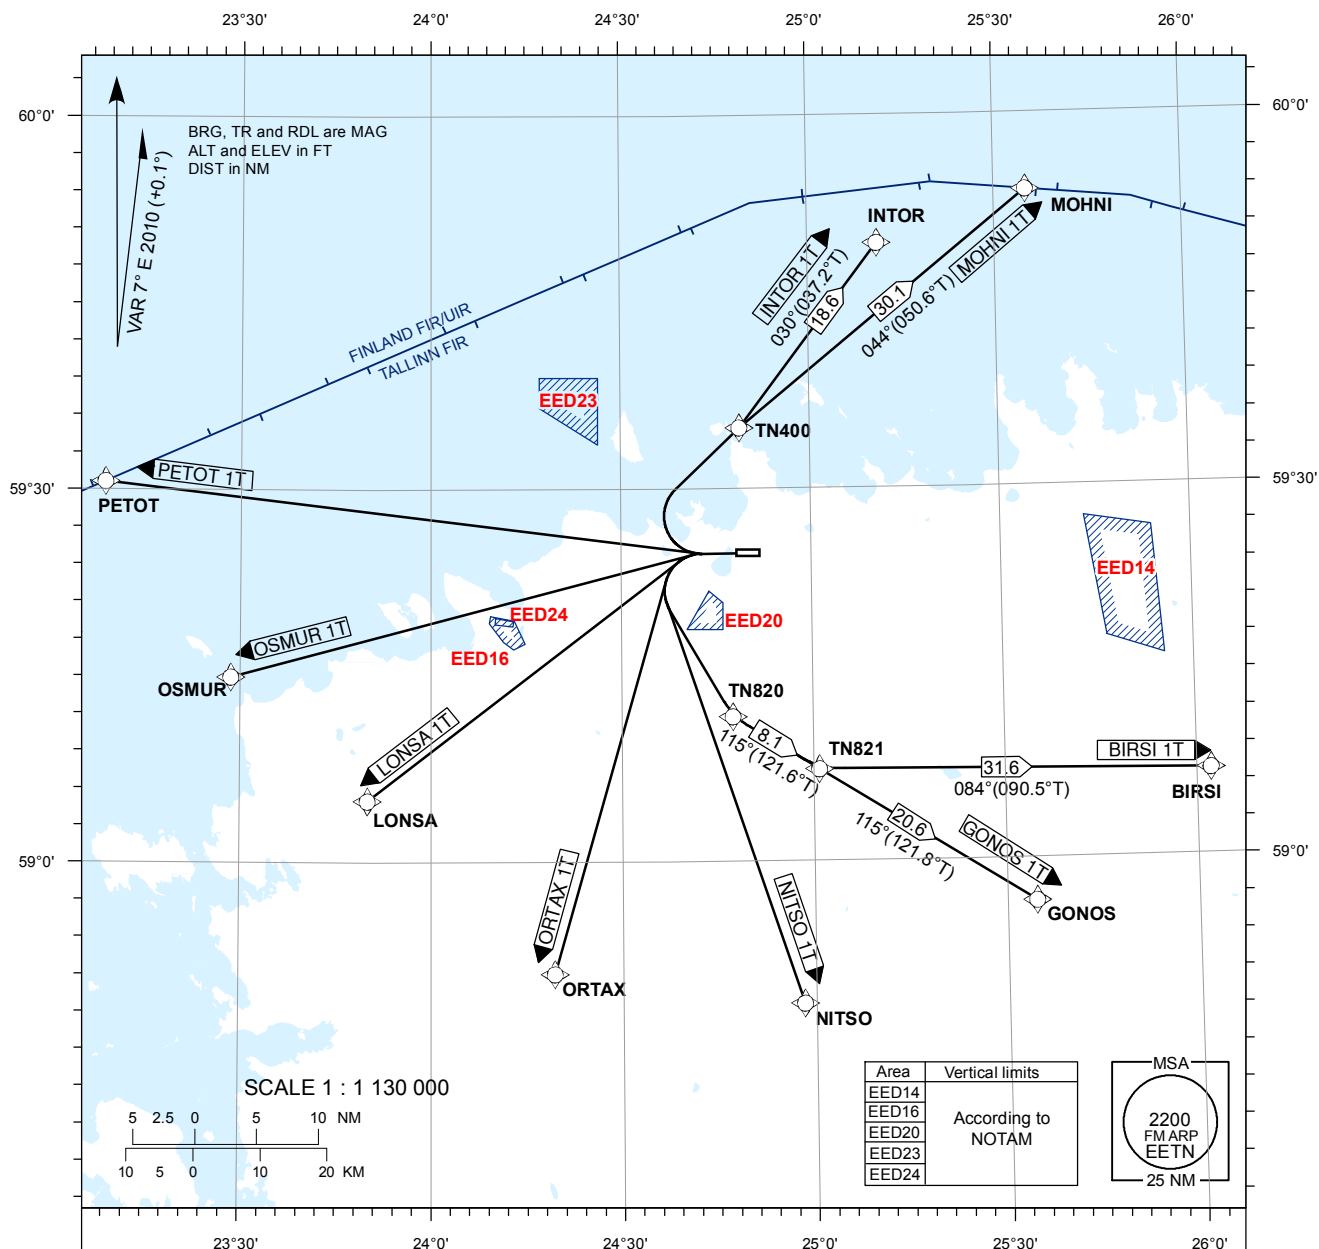 23°30'
24°
24°30'
25°
25°30'
26°
60°0'
60°0'
BRG, TR and RDL are MAG
ALT and ELEV in FT
DIST in NM
VAR 7° E 2010 (+0.1°)
MOHNI
INTOR
INTOR 1T
030°(037.2°T)
18.6
MOHNI 1T
30.1
044°(050.6°T)
FINLAND FIR/UIR
TALLINN FIR
EED23
TN400
PETOT 1T
PETOT
59°30'
59°30'
EED14
EED24
EED20
EED16
OSMUR 1T
OSMUR
TN820
8.1
115°(121.6°T)
TN821
BIRSI 1T
31.6
084°(090.5°T)
BIRSI
LONSA 1T
LONSA
20.6
115°(121.8°T)
GONOS 1T
GONOS
59°0'
59°0'
ORTAX 1T
ORTAX
NITSO 1T
NITSO
SCALE 1 : 1 130 000
5 2.5 0 5 10 NM
10 5 0 10 20 KM
Area Vertical limits
EED14
EED16
EED20
EED23
EED24
According to
NOTAM
MSA
2200
FM ARP
EETN
25 NM
23°30'
24°
24°30'
25°
25°30'
26°0'